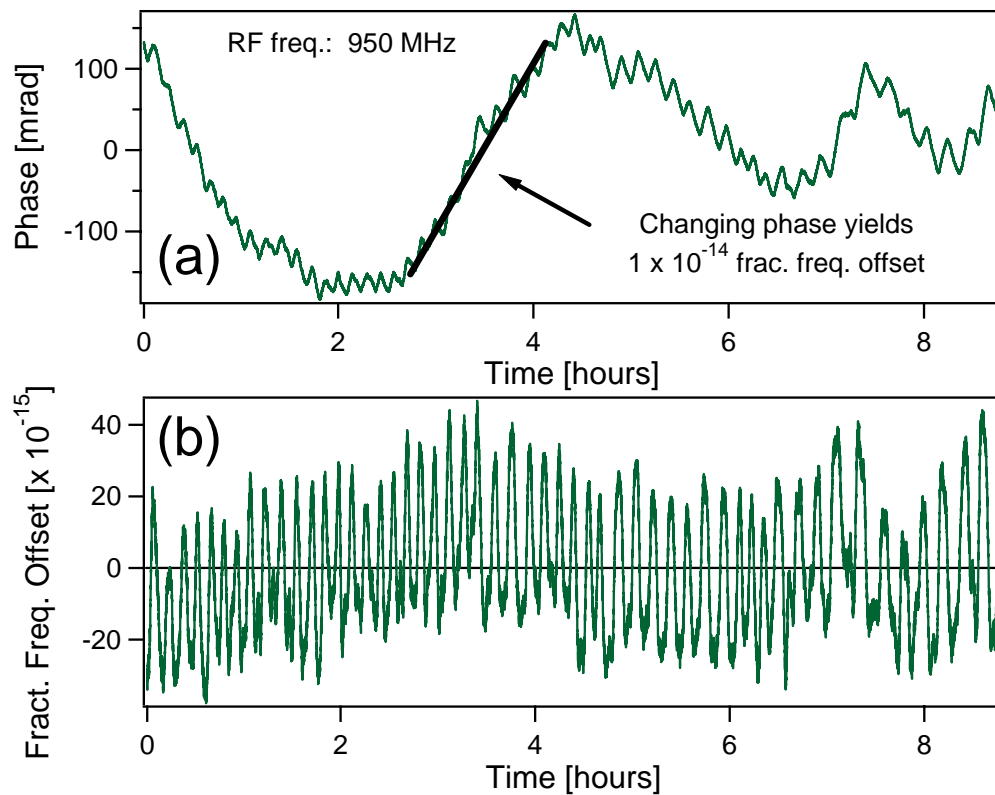 RF freq.: 950 MHz
100
0
-100
Phase [mrad]
(a)
Changing phase yields
1 x 10⁻¹⁴ frac. freq. offset
0 2 4 6 8
Time [hours]
(b)
40
20
0
-20
Fract. Freq. Offset [x 10⁻¹⁵]
0 2 4 6 8
Time [hours]